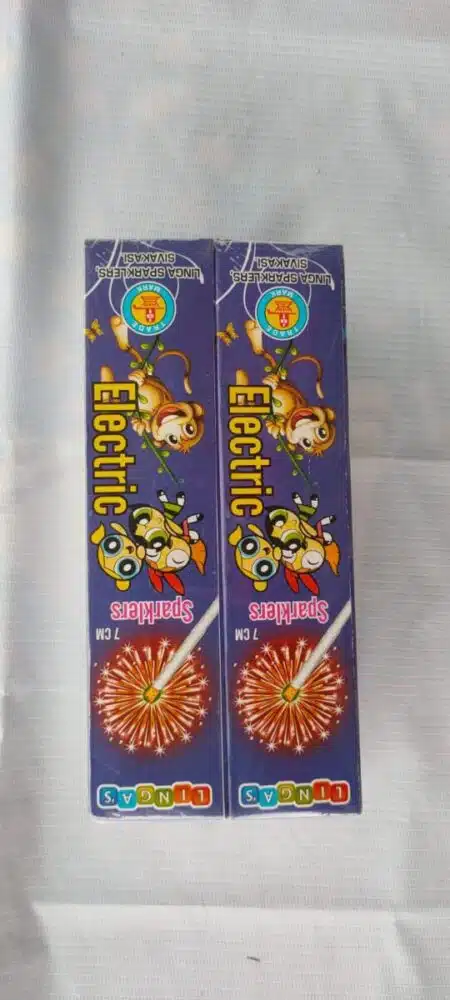 LINGA'S
7 CM
Sparklers
Electric
TRADE
MARK
LINGA SPARKLERS,
SIVAKASI.
LINGA'S
7 CM
Sparklers
Electric
TRADE
MARK
LINGA SPARKLERS,
SIVAKASI.